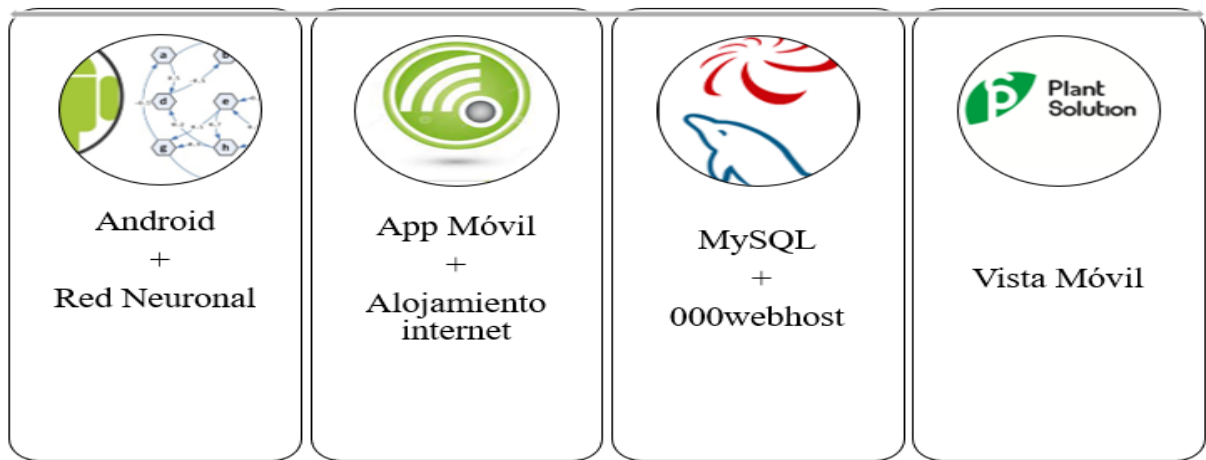 a
b
d
e
g
h
Android
+
Red Neuronal
App Móvil
+
Alojamiento
internet
MySQL
+
000webhost
Plant
Solution
Vista Móvil